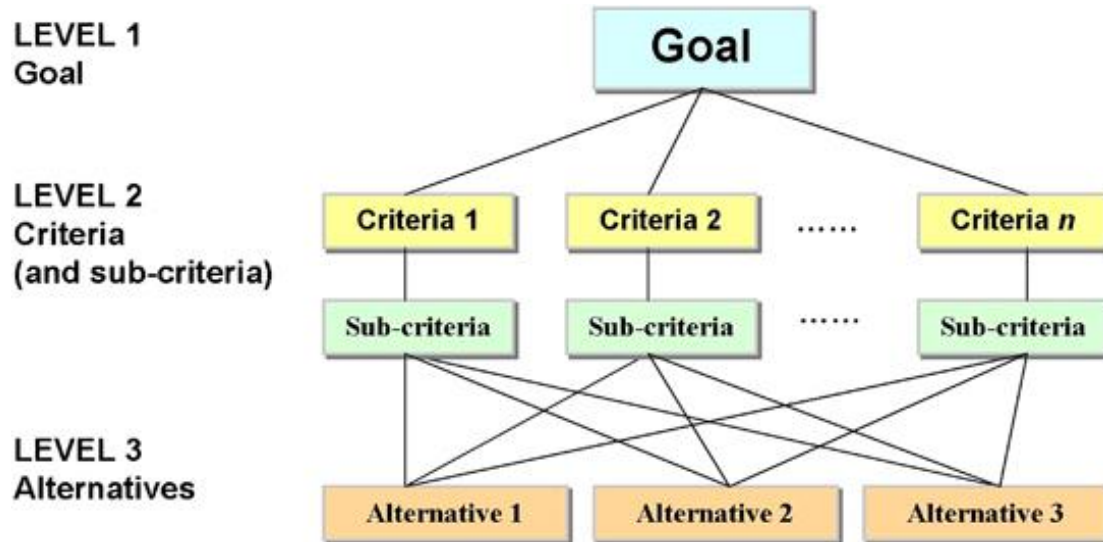 LEVEL 1
Goal
Goal
LEVEL 2
Criteria
(and sub-criteria)
Criteria 1
Criteria 2
......
Criteria n
Sub-criteria
Sub-criteria
......
Sub-criteria
LEVEL 3
Alternatives
Alternative 1
Alternative 2
Alternative 3